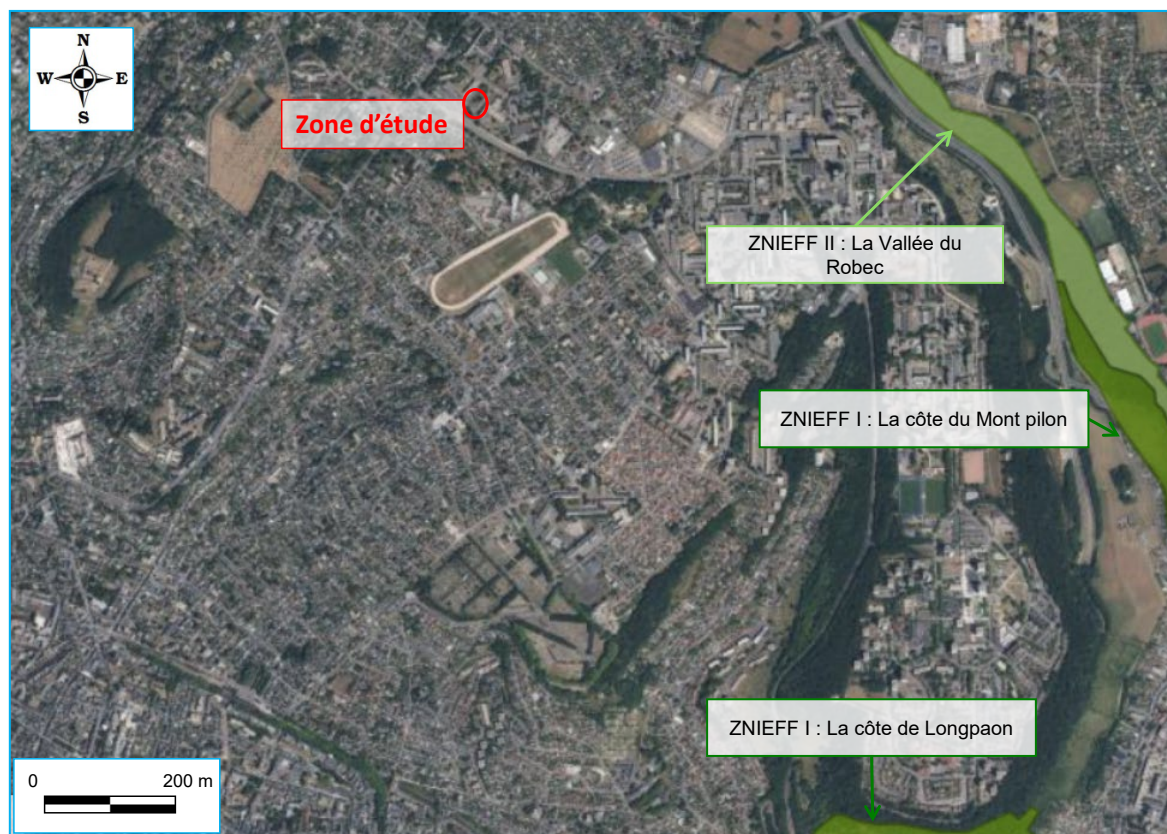 N
W E
S
Zone d'étude
ZNIEFF II : La Vallée du
Robec
ZNIEFF I : La côte du Mont pilon
ZNIEFF I : La côte de Longpaon
0 200 m